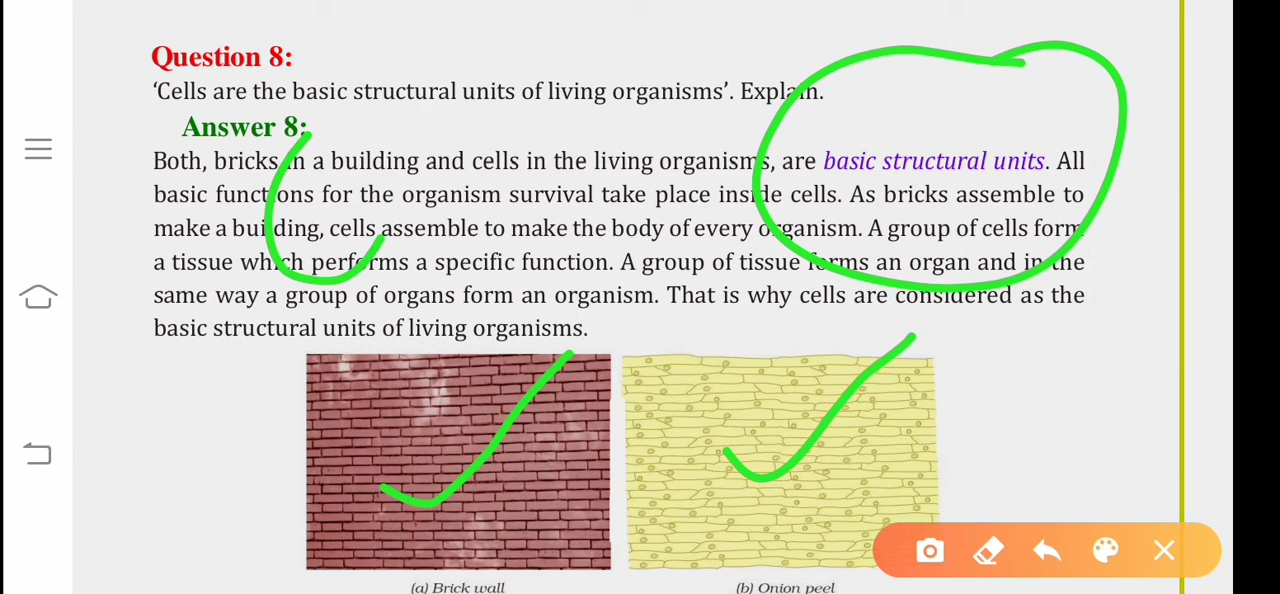 Question 8:
‘Cells are the basic structural units of living organisms’. Explain.
Answer 8:
Both, bricks in a building and cells in the living organisms, are basic structural units. All
basic functions for the organism survival take place inside cells. As bricks assemble to
make a building, cells assemble to make the body of every organism. A group of cells form
a tissue which performs a specific function. A group of tissue forms an organ and in the
same way a group of organs form an organism. That is why cells are considered as the
basic structural units of living organisms.
(a) Brick wall
(b) Onion peel